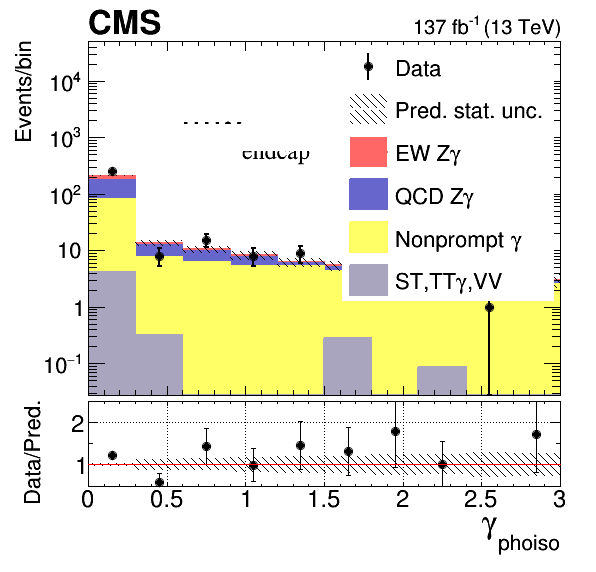 CMS
137 fb⁻¹ (13 TeV)
Events/bin
10⁴
10³
10²
10
1
10⁻¹
Data
Pred. stat. unc.
EW Zγ
QCD Zγ
Nonprompt γ
ST,TTγ,VV
endcap
Data/Pred.
2
1
0 0.5 1 1.5 2 2.5 3
γ phoiso